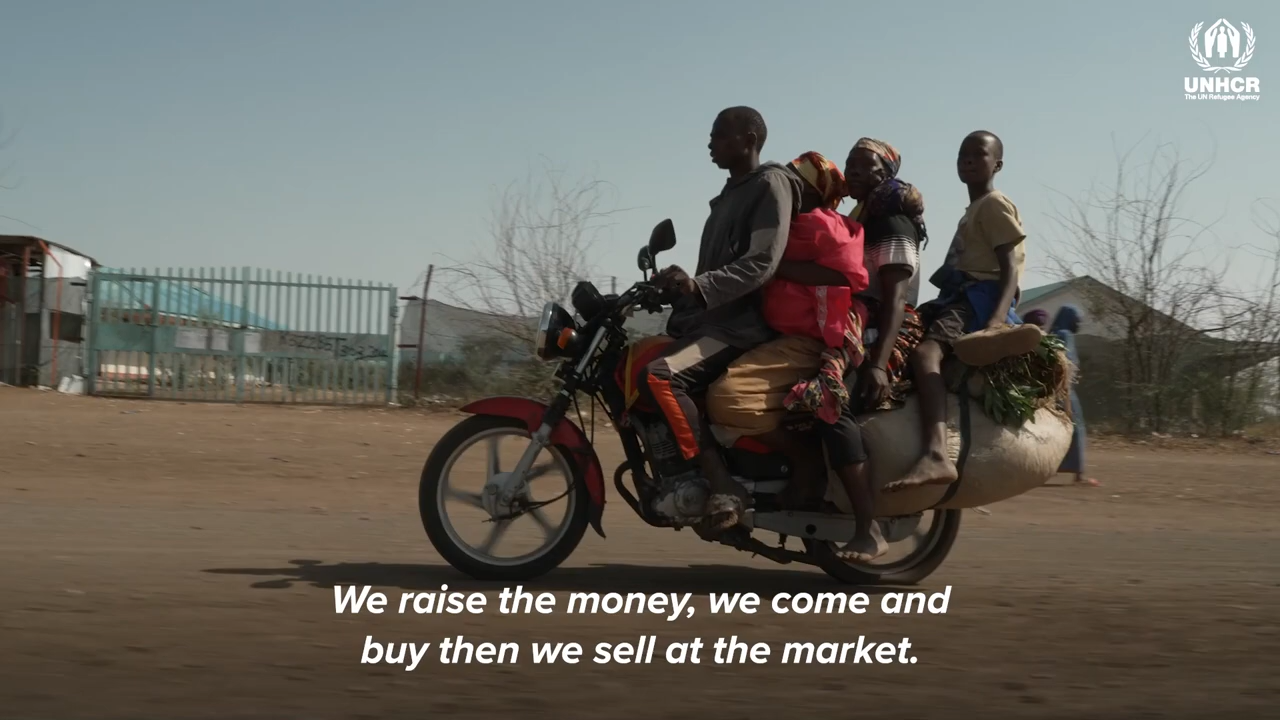 UNHCR
The UN Refugee Agency
We raise the money, we come and
buy then we sell at the market.